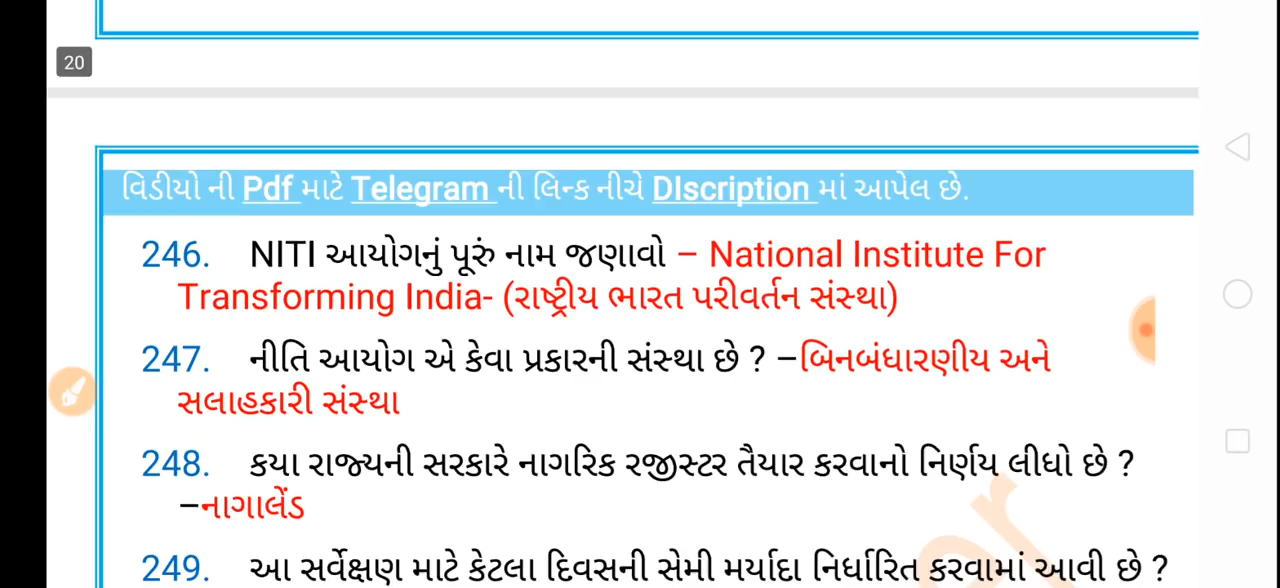 20
વિડીયો ની Pdf માટે Telegram ની લિન્ક નીચે DIscription માં આપેલ છે.
246. NITI આયોગનું પૂરું નામ જણાવો – National Institute For
Transforming India- (રાષ્ટ્રીય ભારત પરીવર્તન સંસ્થા)
247. નીતિ આયોગ એ કેવા પ્રકારની સંસ્થા છે ? –બિનબંધારણીય અને
સલાહકારી સંસ્થા
248. કયા રાજ્યની સરકારે નાગરિક રજીસ્ટર તૈયાર કરવાનો નિર્ણય લીધો છે ?
–નાગાલેંડ
249. આ સર્વેક્ષણ માટે કેટલા દિવસની સેમી મર્યાદા નિર્ધારિત કરવામાં આવી છે ?